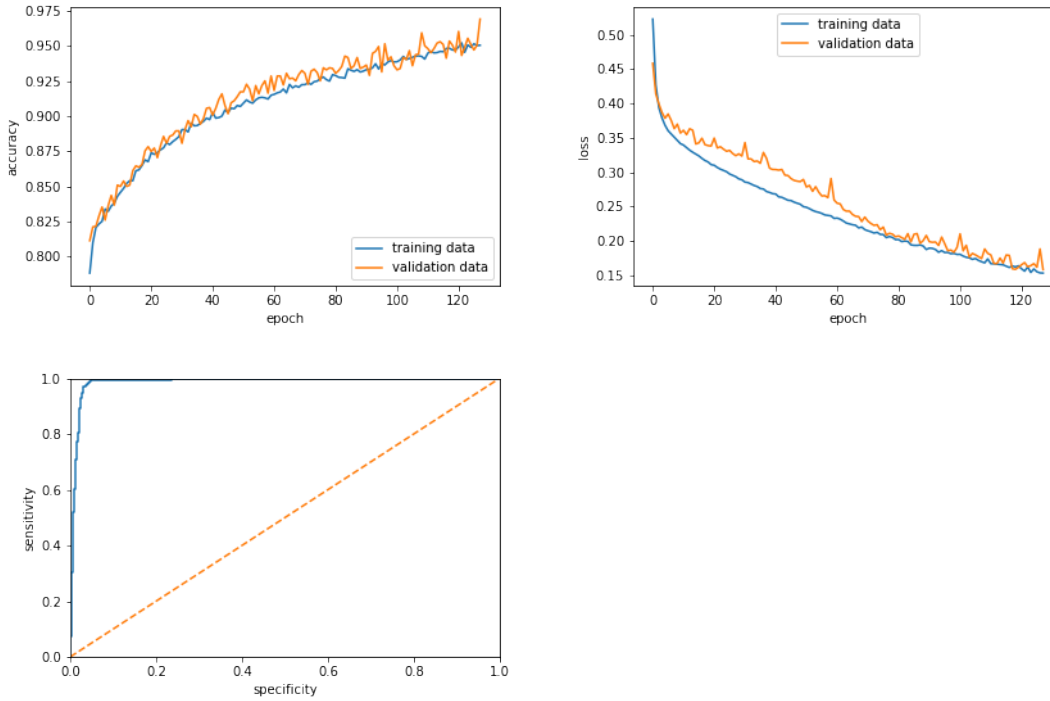 0.975
0.950
0.925
0.900
0.875
0.850
0.825
0.800
accuracy
training data
validation data
0 20 40 60 80 100 120
epoch
training data
validation data
0.50
0.45
0.40
0.35
0.30
0.25
0.20
0.15
loss
0 20 40 60 80 100 120
epoch
1.0
0.8
0.6
0.4
0.2
0.0
sensitivity
0.0 0.2 0.4 0.6 0.8 1.0
specificity